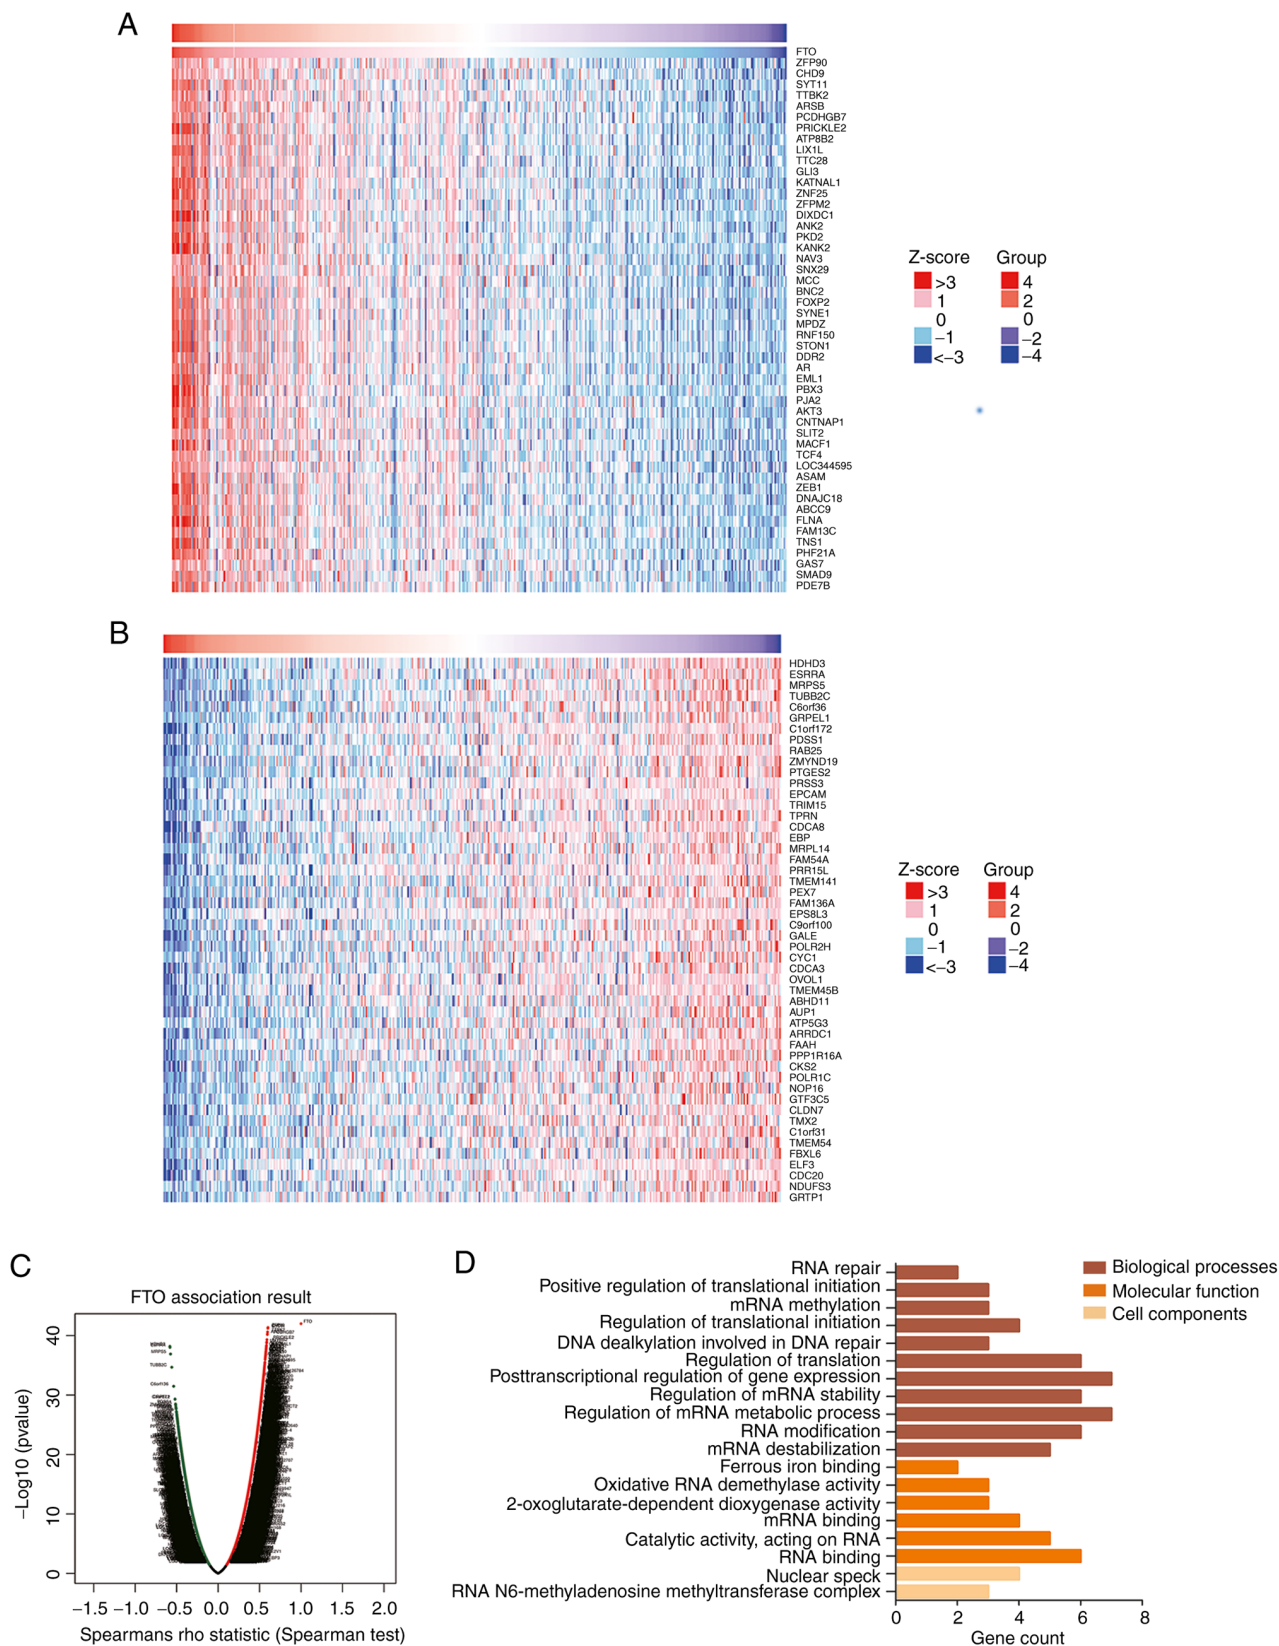 A
FTO
ZFP90
CHD9
SYT11
TTBK2
ARSB
PCDHGB7
PRICKLE2
ATP8B2
LIX1L
TTC28
GLI3
KATNAL1
ZNF25
ZFPM2
DIXDC1
ANK2
PKD2
KANK2
NAV3
SNX29
MCC
BNC2
FOXP2
SYNE1
MPDZ
RNF150
STON1
DDR2
AR
EML1
PBX3
PJA2
AKT3
CNTNAP1
SLIT2
MACF1
TCF4
LOC344595
ASAM
ZEB1
DNAJC18
ABCC9
FLNA
FAM13C
TNS1
PHF21A
GAS7
SMAD9
PDE7B
Z-score Group
>3 4
1 2
0 0
−1 −2
<−3 −4
B
HDHD3
ESRRA
MRPS5
TUBB2C
C6orf36
GRPEL1
C1orf172
PDSS1
RAB25
ZMYND19
PTGES2
PRSS3
EPCAM
TRIM15
TPRN
CDCA8
EBP
MRPL14
FAM54A
PRR15L
TMEM141
PEX7
FAM136A
EPS8L3
C9orf100
GALE
POLR2H
CYC1
CDCA3
OVOL1
TMEM45B
ABHD11
AUP1
ATP5G3
ARRDC1
FAAH
PPP1R16A
CKS2
POLR1C
NOP16
GTF3C5
CLDN7
TMX2
C1orf31
TMEM54
FBXL6
ELF3
CDC20
NDUFS3
GRTP1
Z-score Group
>3 4
1 2
0 0
−1 −2
<−3 −4
C
FTO association result
−Log10 (pvalue)
40
30
20
10
0
FTO
MRPS5
TUBB2C
C6orf36
−1.5 −1.0 −0.5 0.0 0.5 1.0 1.5 2.0
Spearmans rho statistic (Spearman test)
D
RNA repair
Positive regulation of translational initiation
mRNA methylation
Regulation of translational initiation
DNA dealkylation involved in DNA repair
Regulation of translation
Posttranscriptional regulation of gene expression
Regulation of mRNA stability
Regulation of mRNA metabolic process
RNA modification
mRNA destabilization
Ferrous iron binding
Oxidative RNA demethylase activity
2-oxoglutarate-dependent dioxygenase activity
mRNA binding
Catalytic activity, acting on RNA
RNA binding
Nuclear speck
RNA N6-methyladenosine methyltransferase complex
0 2 4 6 8
Gene count
Biological processes
Molecular function
Cell components